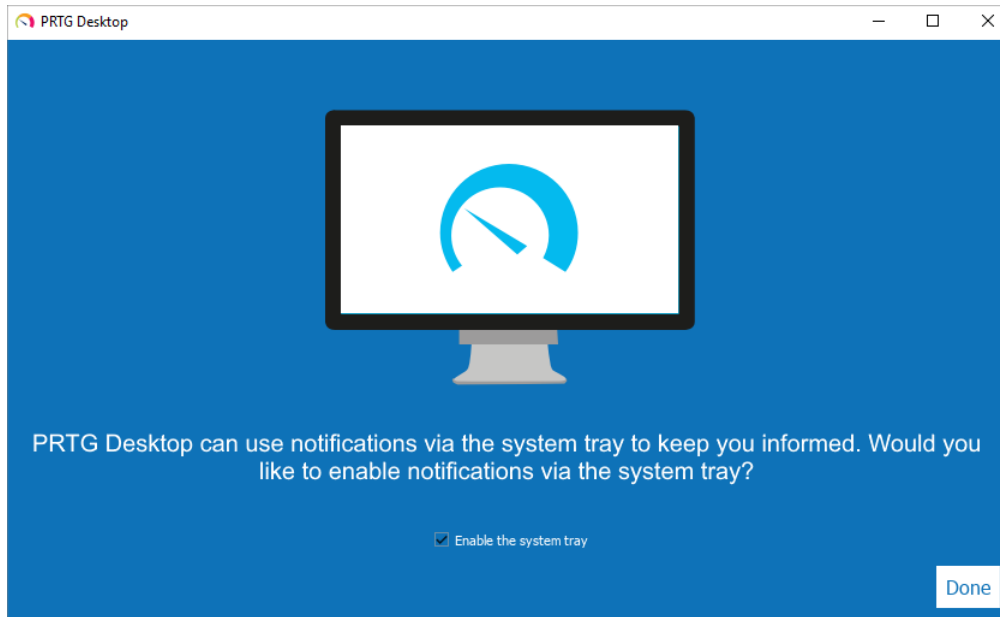 PRTG Desktop
PRTG Desktop can use notifications via the system tray to keep you informed. Would you
like to enable notifications via the system tray?
Enable the system tray
Done